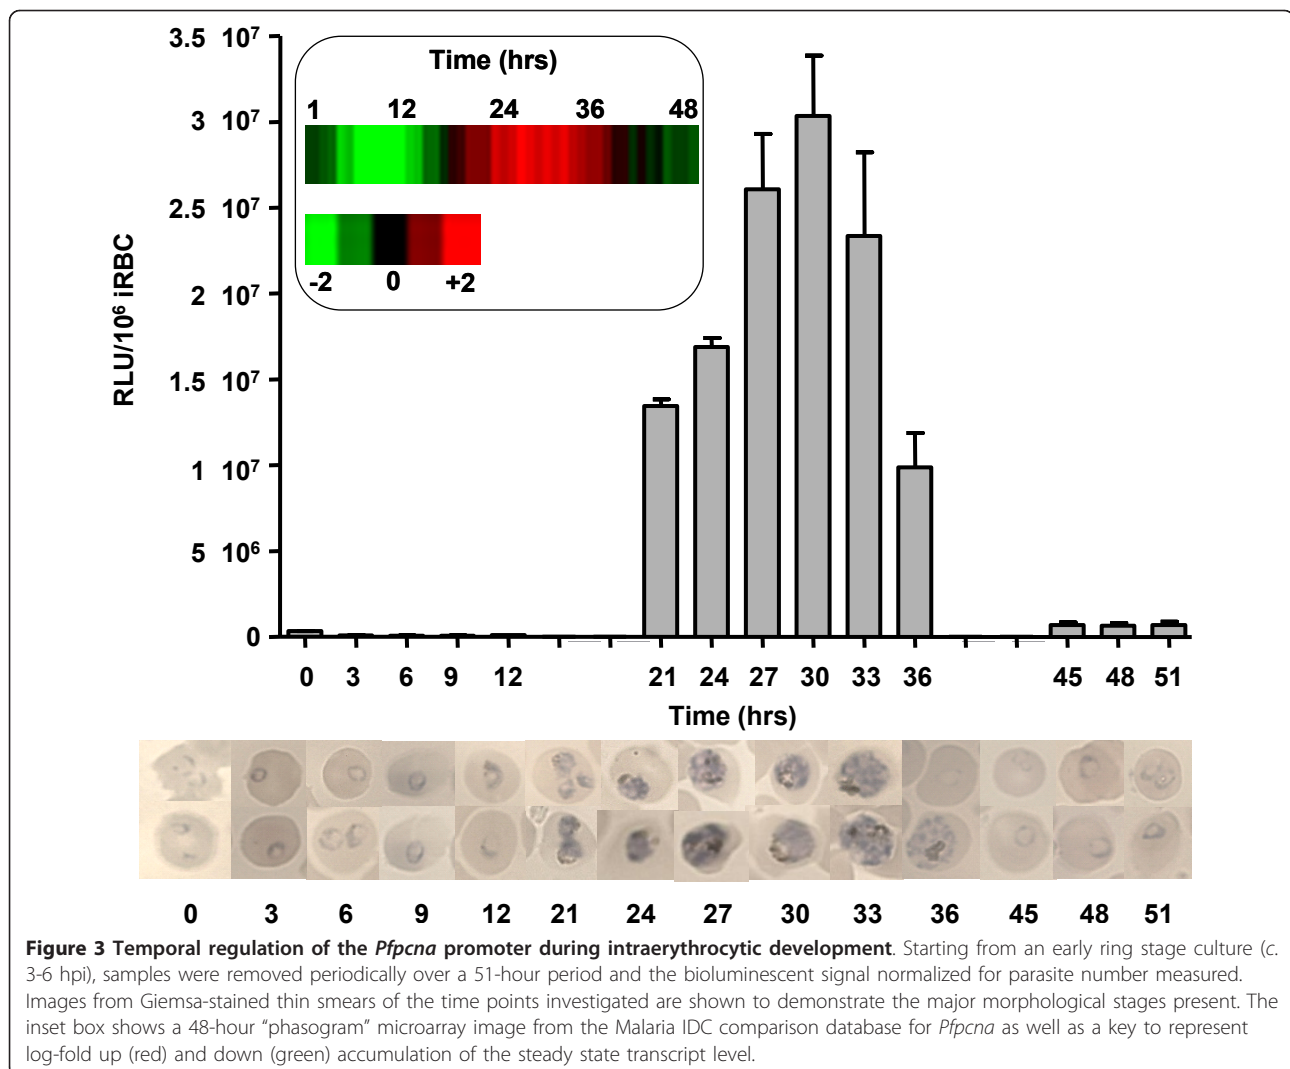 3.5 10⁷
3 10⁷
2.5 10⁷
2 10⁷
1.5 10⁷
1 10⁷
5 10⁶
0
RLU/10⁶ iRBC
Time (hrs)
1 12 24 36 48
-2 0 +2
0 3 6 9 12 21 24 27 30 33 36 45 48 51
Time (hrs)
0 3 6 9 12 21 24 27 30 33 36 45 48 51
Figure 3 Temporal regulation of the Pfpcna promoter during intraerythrocytic development. Starting from an early ring stage culture (c.
3-6 hpi), samples were removed periodically over a 51-hour period and the bioluminescent signal normalized for parasite number measured.
Images from Giemsa-stained thin smears of the time points investigated are shown to demonstrate the major morphological stages present. The
inset box shows a 48-hour “phasogram” microarray image from the Malaria IDC comparison database for Pfpcna as well as a key to represent
log-fold up (red) and down (green) accumulation of the steady state transcript level.